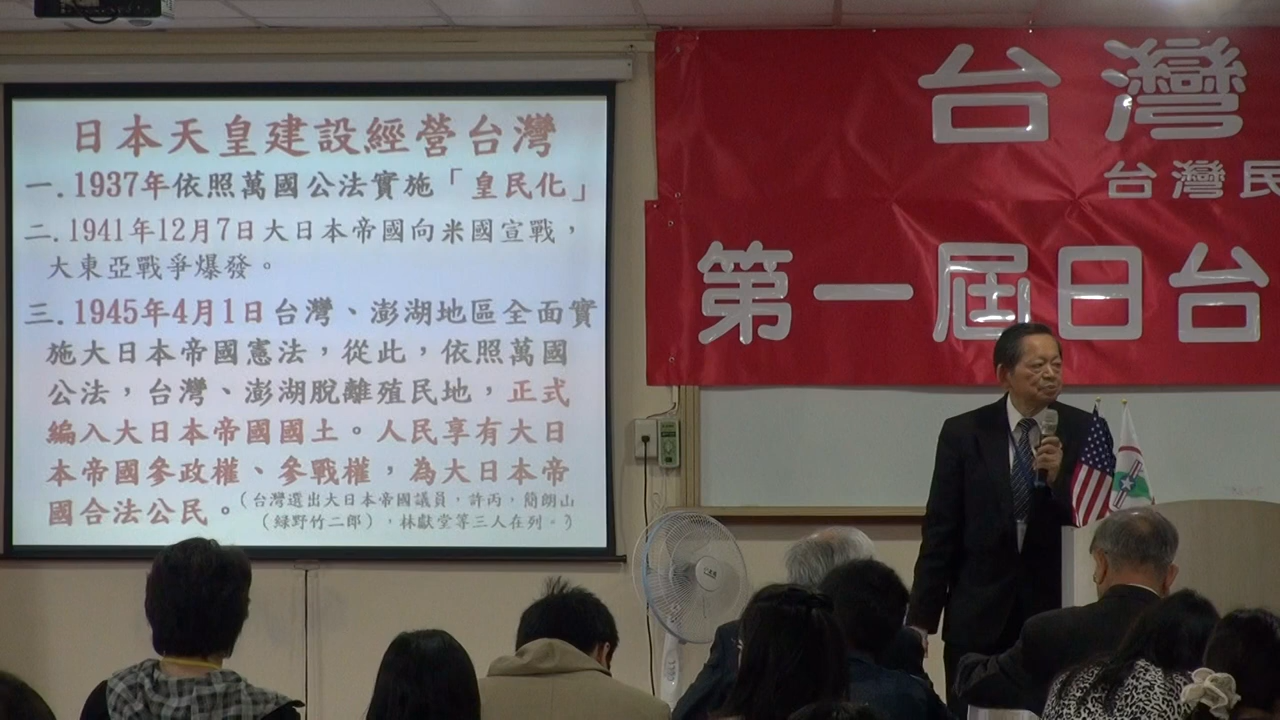 日本天皇建設經營台灣
一.1937年依照萬國公法實施「皇民化」
二.1941年12月7日大日本帝國向米國宣戰，
大東亞戰爭爆發。
三.1945年4月1日台灣、澎湖地區全面實
施大日本帝國憲法，從此，依照萬國
公法，台灣、澎湖脫離殖民地，正式
編入大日本帝國國土。人民享有大日
本帝國參政權、參戰權，為大日本帝
國合法公民。（台灣選出大日本帝國議員，許丙，簡朗山
（綠野竹二郎），林獻堂等三人在列。）
台灣
台灣民
第一屆日台